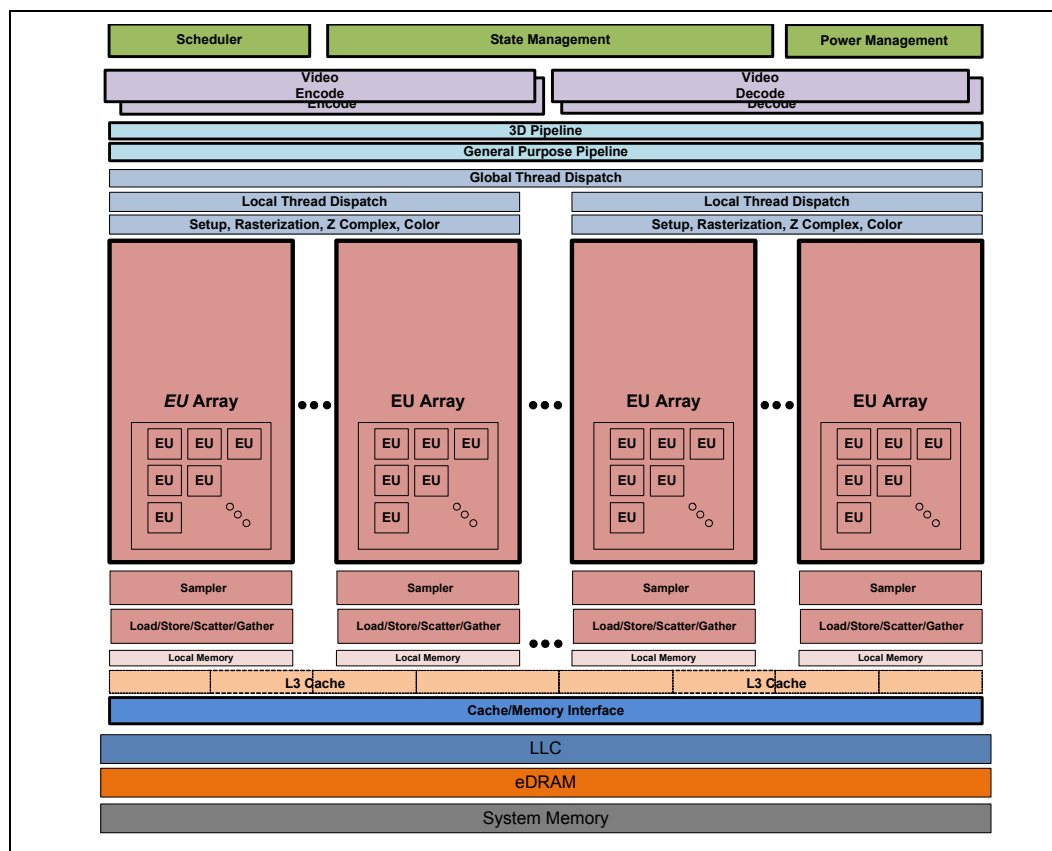 Scheduler
State Management
Power Management
Video
Encode
Encode
Video
Decode
Decode
3D Pipeline
General Purpose Pipeline
Global Thread Dispatch
Local Thread Dispatch
Local Thread Dispatch
Setup, Rasterization, Z Complex, Color
Setup, Rasterization, Z Complex, Color
EU Array
EU Array
EU Array
EU Array
EU EU EU
EU EU
EU
EU EU EU
EU EU
EU
EU EU EU
EU EU
EU
EU EU EU
EU EU
EU
Sampler
Sampler
Sampler
Sampler
Load/Store/Scatter/Gather
Load/Store/Scatter/Gather
Load/Store/Scatter/Gather
Load/Store/Scatter/Gather
Local Memory
Local Memory
Local Memory
Local Memory
L3 Cache
L3 Cache
Cache/Memory Interface
LLC
eDRAM
System Memory